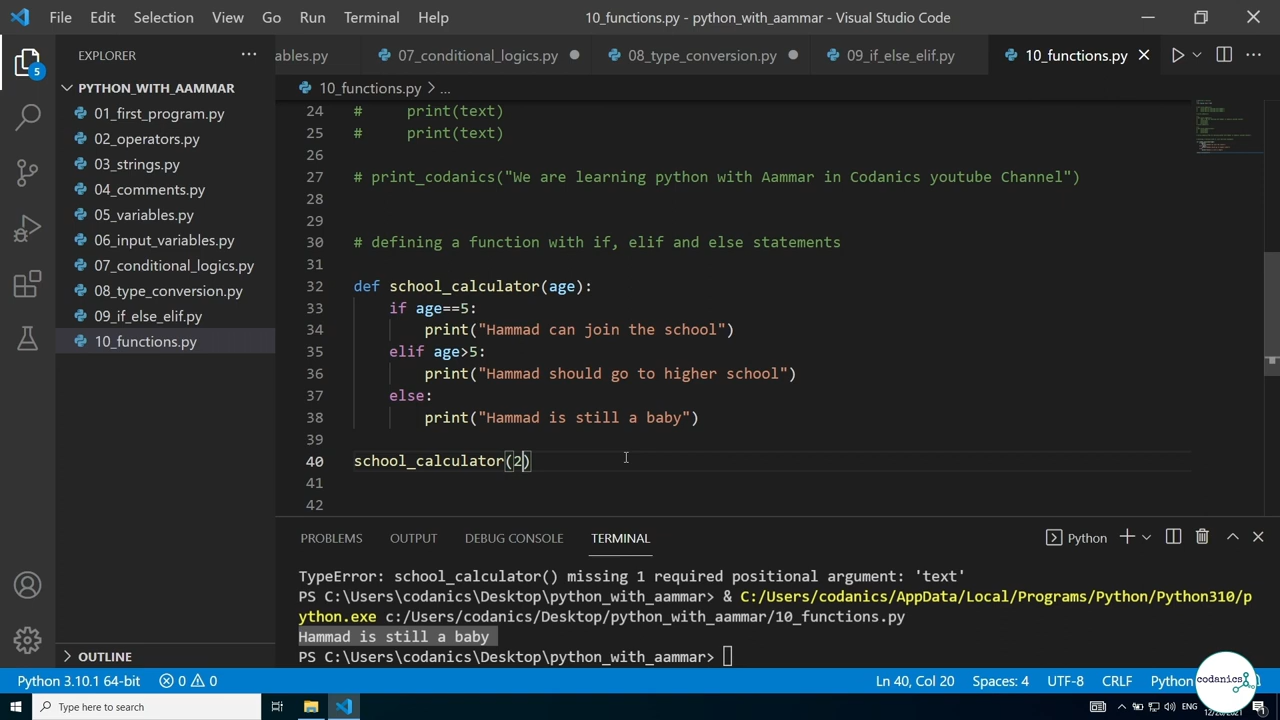 File Edit Selection View Go Run Terminal Help 10_functions.py - python_with_aammar - Visual Studio Code
EXPLORER
ables.py 07_conditional_logics.py 08_type_conversion.py 09_if_else_elif.py 10_functions.py
5
PYTHON_WITH_AAMMAR
01_first_program.py
02_operators.py
03_strings.py
04_comments.py
05_variables.py
06_input_variables.py
07_conditional_logics.py
08_type_conversion.py
09_if_else_elif.py
10_functions.py
OUTLINE
10_functions.py > ...
24 #     print(text)
25 #     print(text)
26
27 # print_codanics("We are learning python with Aammar in Codanics youtube Channel")
28
29
30 # defining a function with if, elif and else statements
31
32 def school_calculator(age):
33     if age==5:
34         print("Hammad can join the school")
35     elif age>5:
36         print("Hammad should go to higher school")
37     else:
38         print("Hammad is still a baby")
39
40 school_calculator(2)
41
42
PROBLEMS OUTPUT DEBUG CONSOLE TERMINAL Python
TypeError: school_calculator() missing 1 required positional argument: 'text'
PS C:\Users\codanics\Desktop\python_with_aammar> & C:/Users/codanics/AppData/Local/Programs/Python/Python310/p
ython.exe c:/Users/codanics/Desktop/python_with_aammar/10_functions.py
Hammad is still a baby
PS C:\Users\codanics\Desktop\python_with_aammar>
Python 3.10.1 64-bit 0 0 Ln 40, Col 20 Spaces: 4 UTF-8 CRLF Python
codanics
Type here to search ENG